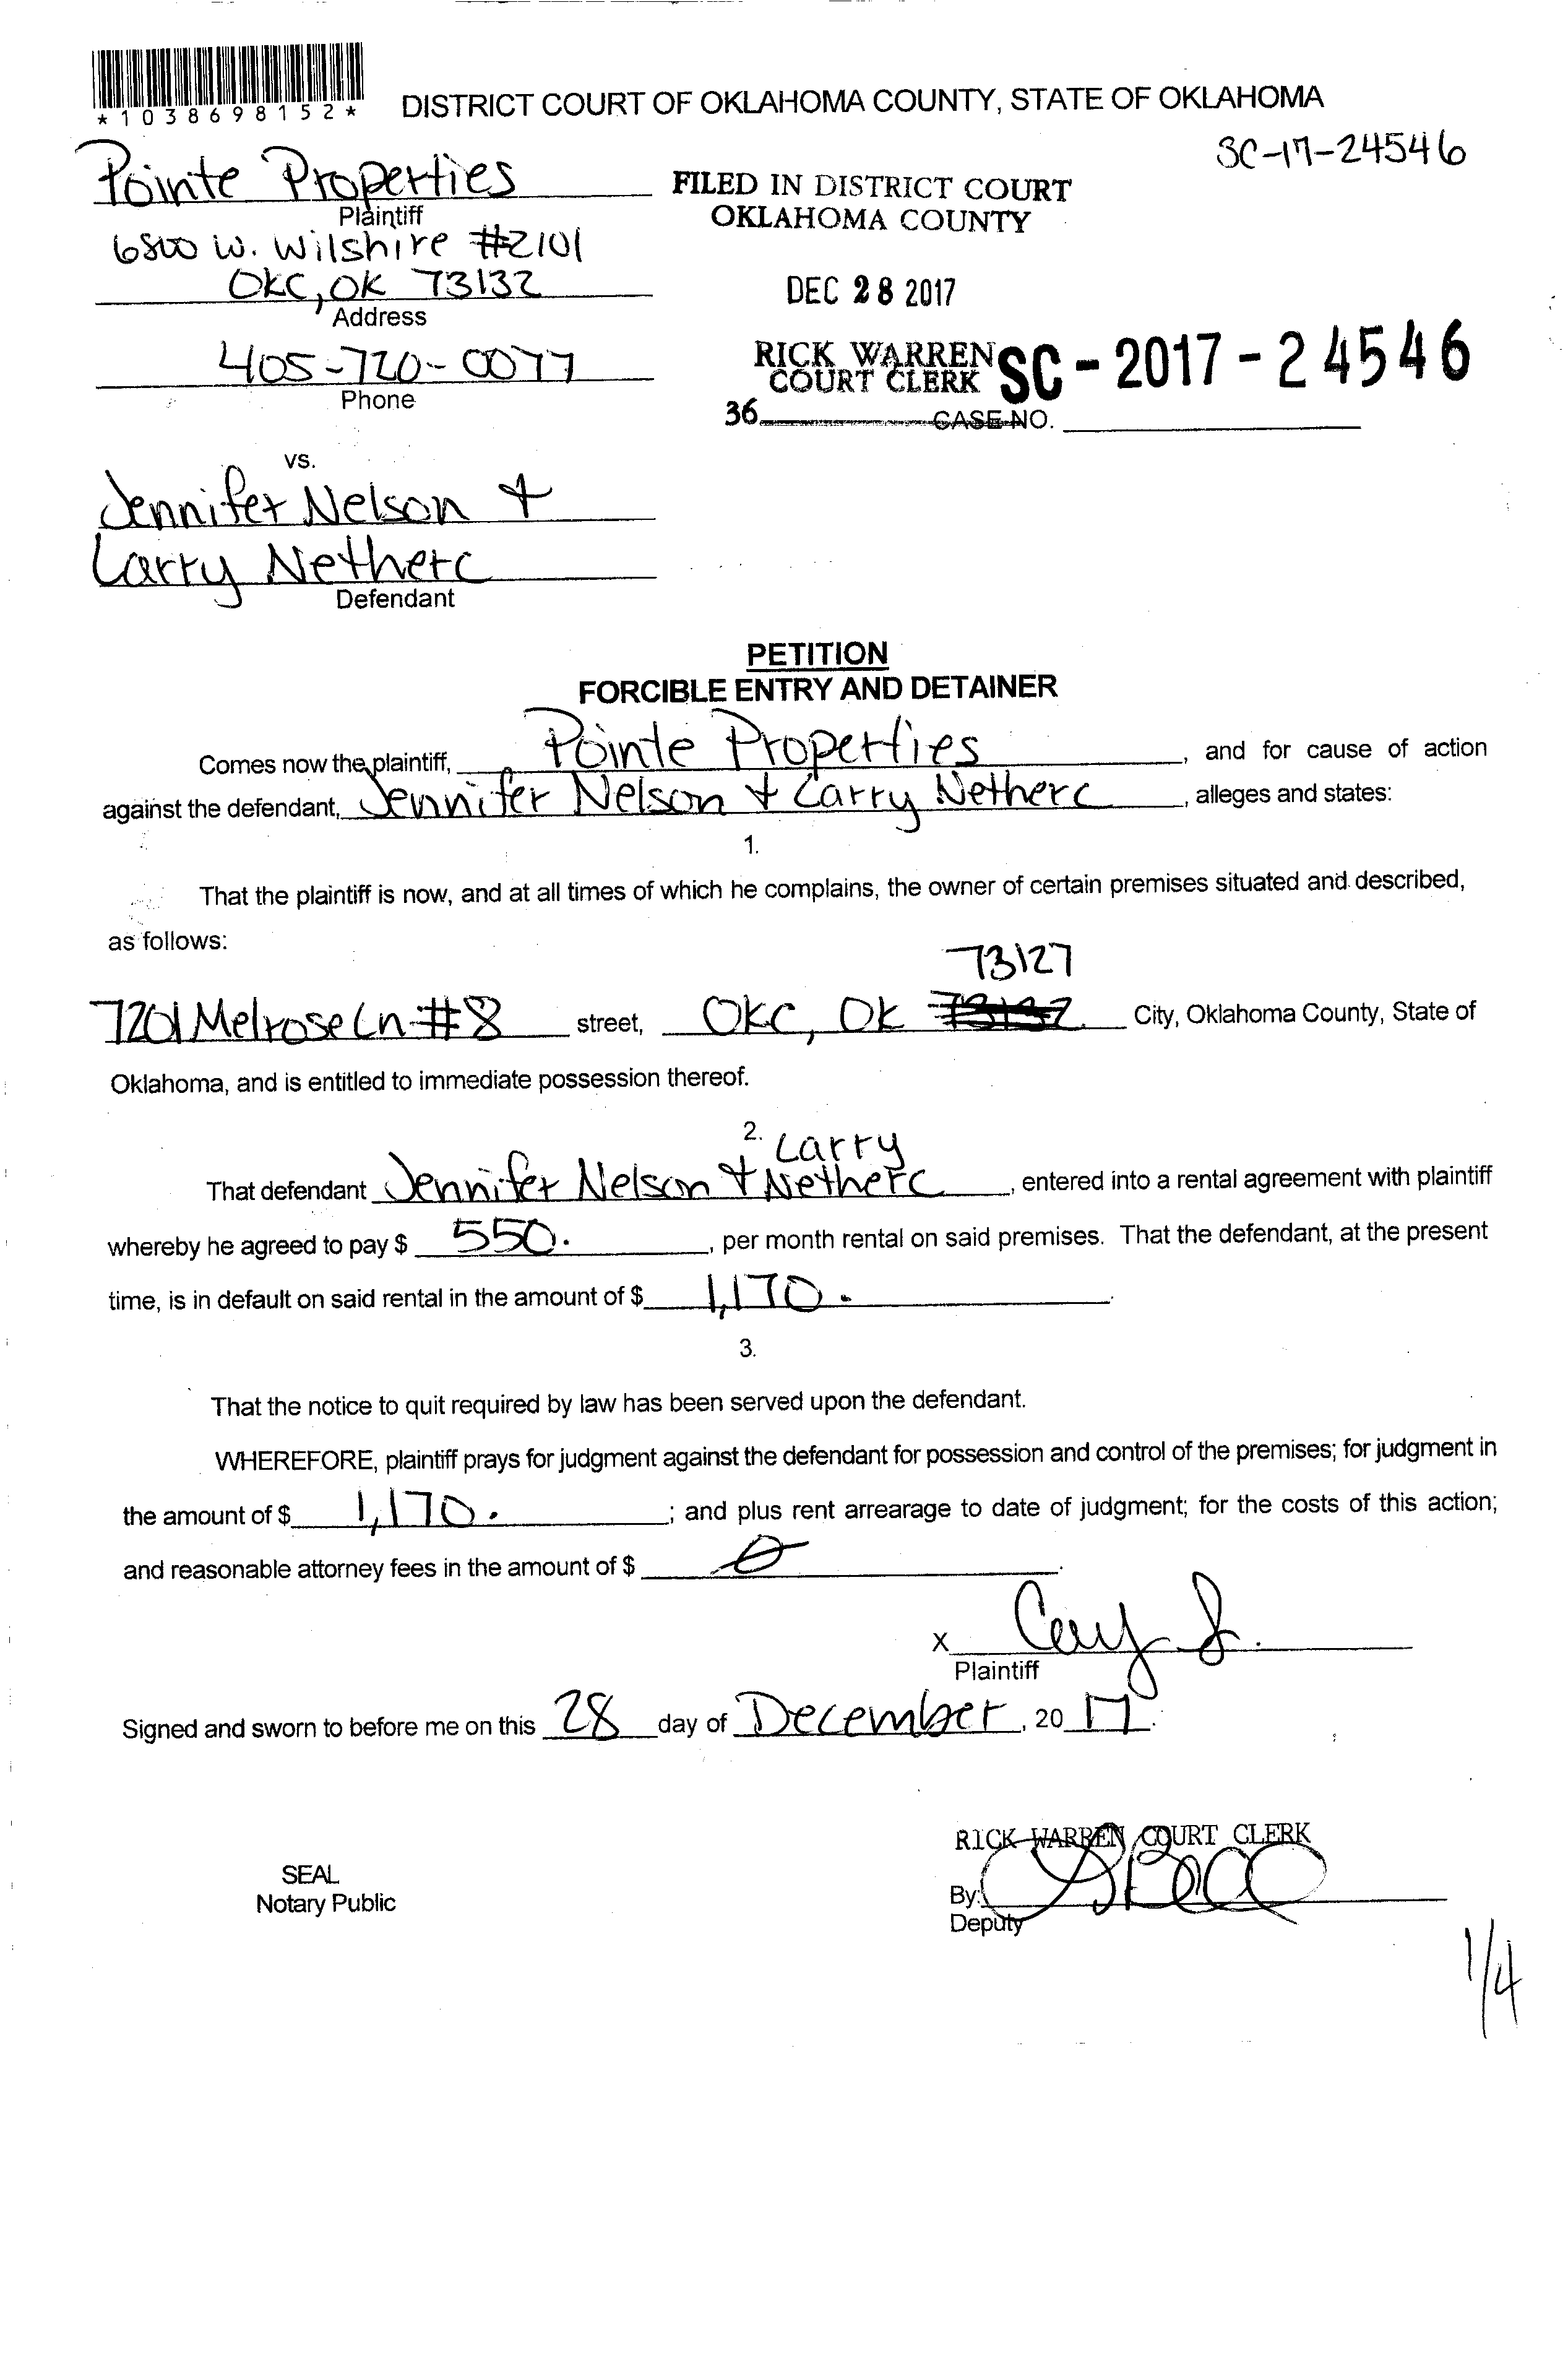 *1038698152*
DISTRICT COURT OF OKLAHOMA COUNTY, STATE OF OKLAHOMA
SC-17-24546
Pointe Properties
Plaintiff
6800 W. Wilshire #2101
OKC, OK 73132
Address
405-720-0077
Phone
FILED IN DISTRICT COURT
OKLAHOMA COUNTY
DEC 28 2017
RICK WARREN
COURT CLERK
SC - 2017 - 24546
36
CASE NO.
vs.
Jennifer Nelson +
Larry Netherc
Defendant
PETITION
FORCIBLE ENTRY AND DETAINER
Comes now the plaintiff, Pointe Properties, and for cause of action
against the defendant, Jennifer Nelson + Larry Netherc, alleges and states:
1.
That the plaintiff is now, and at all times of which he complains, the owner of certain premises situated and described,
as follows:
73127
7201 Melrose Ln #8 street, OKC, OK 73132 City, Oklahoma County, State of
Oklahoma, and is entitled to immediate possession thereof.
2.
Larry
That defendant Jennifer Nelson + Netherc, entered into a rental agreement with plaintiff
whereby he agreed to pay $ 550., per month rental on said premises. That the defendant, at the present
time, is in default on said rental in the amount of $ 1,170.
3.
That the notice to quit required by law has been served upon the defendant.
WHEREFORE, plaintiff prays for judgment against the defendant for possession and control of the premises; for judgment in
the amount of $ 1,170. ; and plus rent arrearage to date of judgment; for the costs of this action;
and reasonable attorney fees in the amount of $ 0.
X
Plaintiff
Signed and sworn to before me on this 28 day of December, 20 17.
RICK WARREN COURT CLERK
SEAL
Notary Public
By:
Deputy
1/4